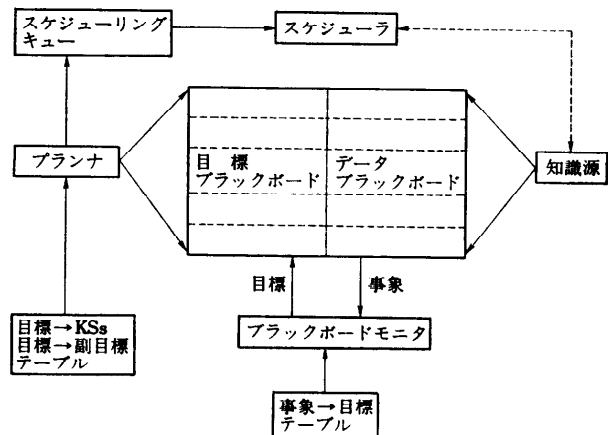 スケジューリング
キュー
スケジューラ
プランナ
目 標
ブラックボード
データ
ブラックボード
知識源
目標
事象
目標→KSs
目標→副目標
テーブル
ブラックボードモニタ
事象→目標
テーブル